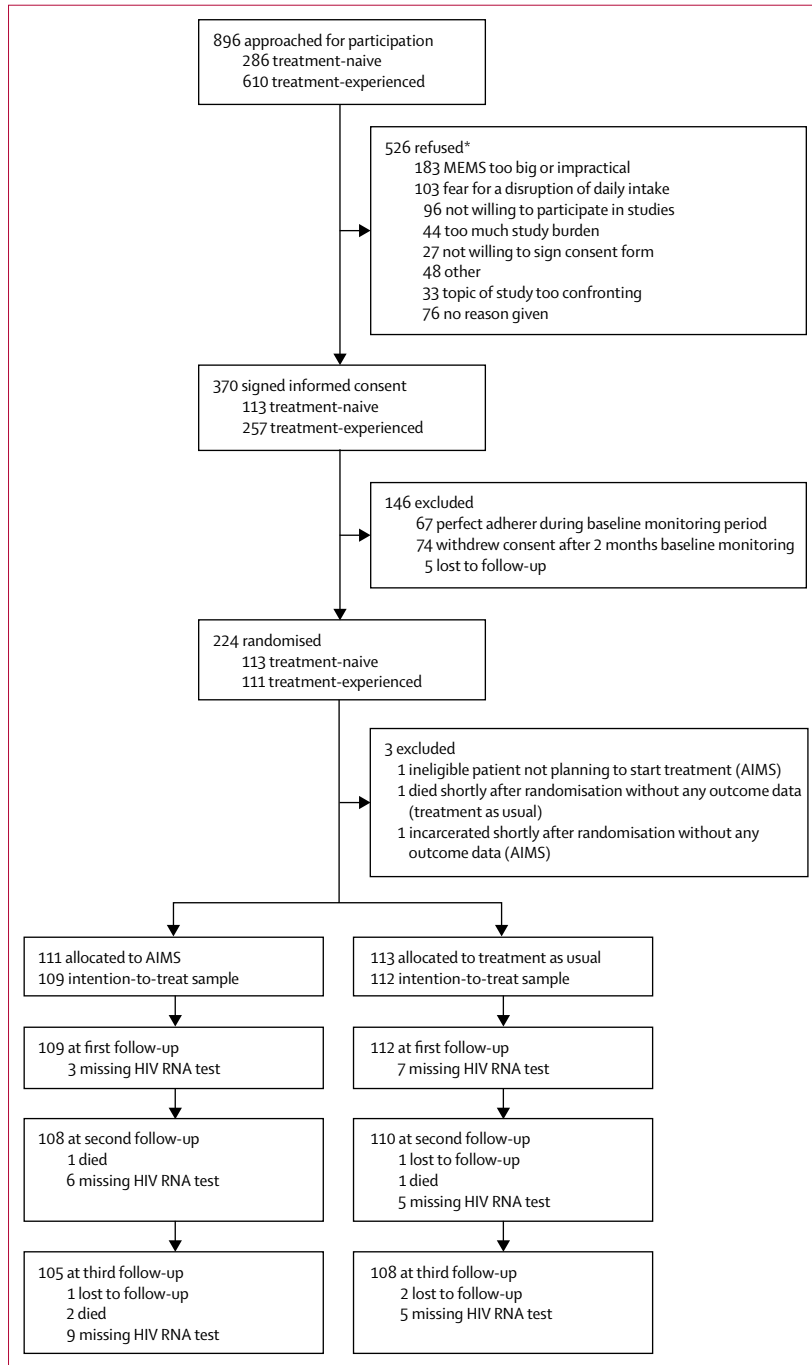 896 approached for participation
286 treatment-naive
610 treatment-experienced
526 refused*
183 MEMS too big or impractical
103 fear for a disruption of daily intake
96 not willing to participate in studies
44 too much study burden
27 not willing to sign consent form
48 other
33 topic of study too confronting
76 no reason given
370 signed informed consent
113 treatment-naive
257 treatment-experienced
146 excluded
67 perfect adherer during baseline monitoring period
74 withdrew consent after 2 months baseline monitoring
5 lost to follow-up
224 randomised
113 treatment-naive
111 treatment-experienced
3 excluded
1 ineligible patient not planning to start treatment (AIMS)
1 died shortly after randomisation without any outcome data
(treatment as usual)
1 incarcerated shortly after randomisation without any
outcome data (AIMS)
111 allocated to AIMS
109 intention-to-treat sample
113 allocated to treatment as usual
112 intention-to-treat sample
109 at first follow-up
3 missing HIV RNA test
112 at first follow-up
7 missing HIV RNA test
108 at second follow-up
1 died
6 missing HIV RNA test
110 at second follow-up
1 lost to follow-up
1 died
5 missing HIV RNA test
105 at third follow-up
1 lost to follow-up
2 died
9 missing HIV RNA test
108 at third follow-up
2 lost to follow-up
5 missing HIV RNA test